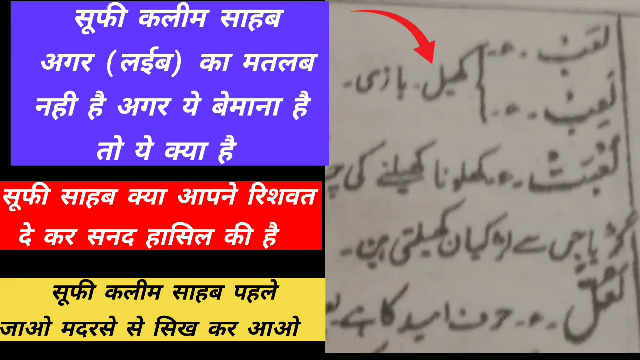 सूफी कलीम साहब
अगर (लईब) का मतलब
नही है अगर ये बेमाना है
तो ये क्या है
सूफी साहब क्या आपने रिशवत
दे कर सनद हासिल की है
सूफी कलीम साहब पहले
जाओ मदरसे से सिख कर आओ
لَعْبْ - ء -
لَعِبْ - ء -
کھیل - بازی -
لُعْبَتْ - ء - کھلونا کھیلنے کی
گڑیا جس سے لڑکیاں کھیلتی ہیں -
لَعَلَّ - ء - حرف امید کا ہے